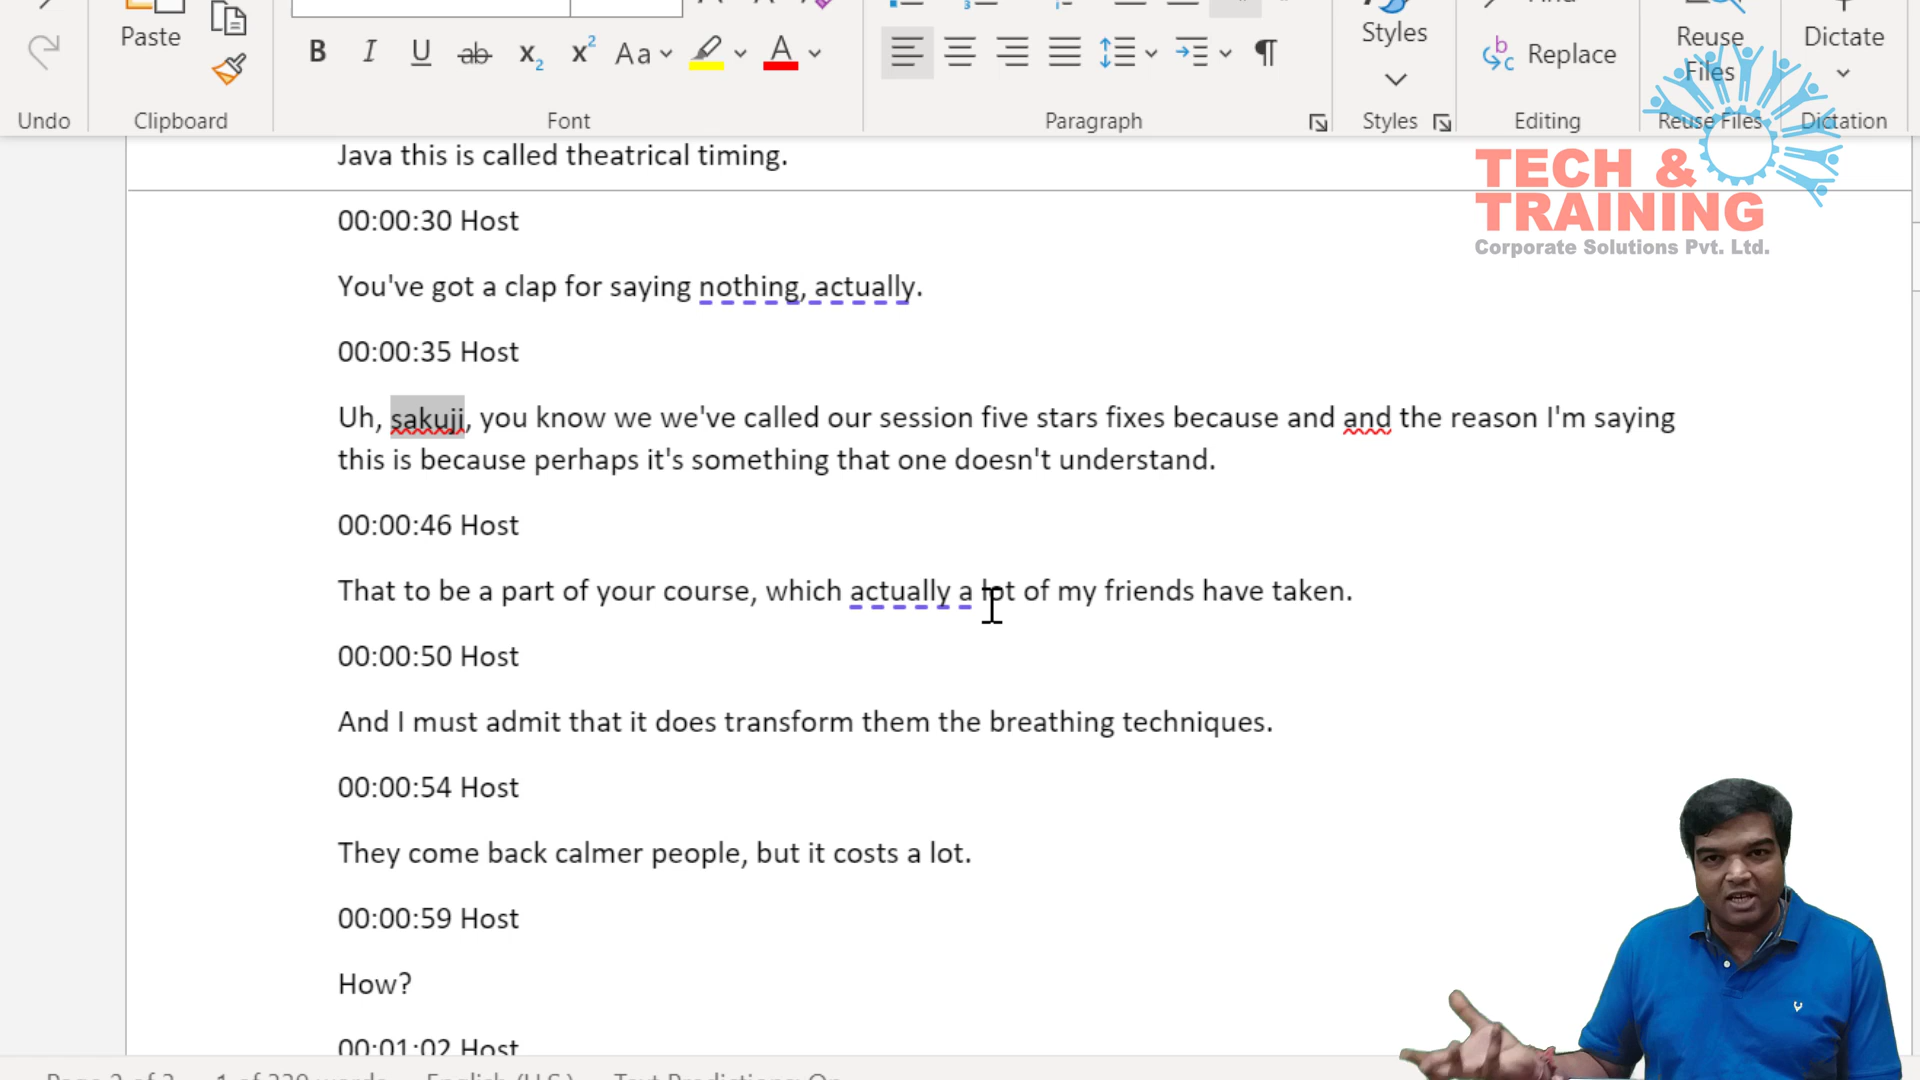 Paste
Undo
Clipboard
B I U ab x₂ x² Aa A
Font
Paragraph
Styles
Styles
Replace
Editing
Reuse
Files
Reuse Files
Dictate
Dictation
TECH &
TRAINING
Corporate Solutions Pvt. Ltd.
Java this is called theatrical timing.
00:00:30 Host
You've got a clap for saying nothing, actually.
00:00:35 Host
Uh, sakuji, you know we we've called our session five stars fixes because and and the reason I'm saying
this is because perhaps it's something that one doesn't understand.
00:00:46 Host
That to be a part of your course, which actually a lot of my friends have taken.
00:00:50 Host
And I must admit that it does transform them the breathing techniques.
00:00:54 Host
They come back calmer people, but it costs a lot.
00:00:59 Host
How?
00:01:02 Host